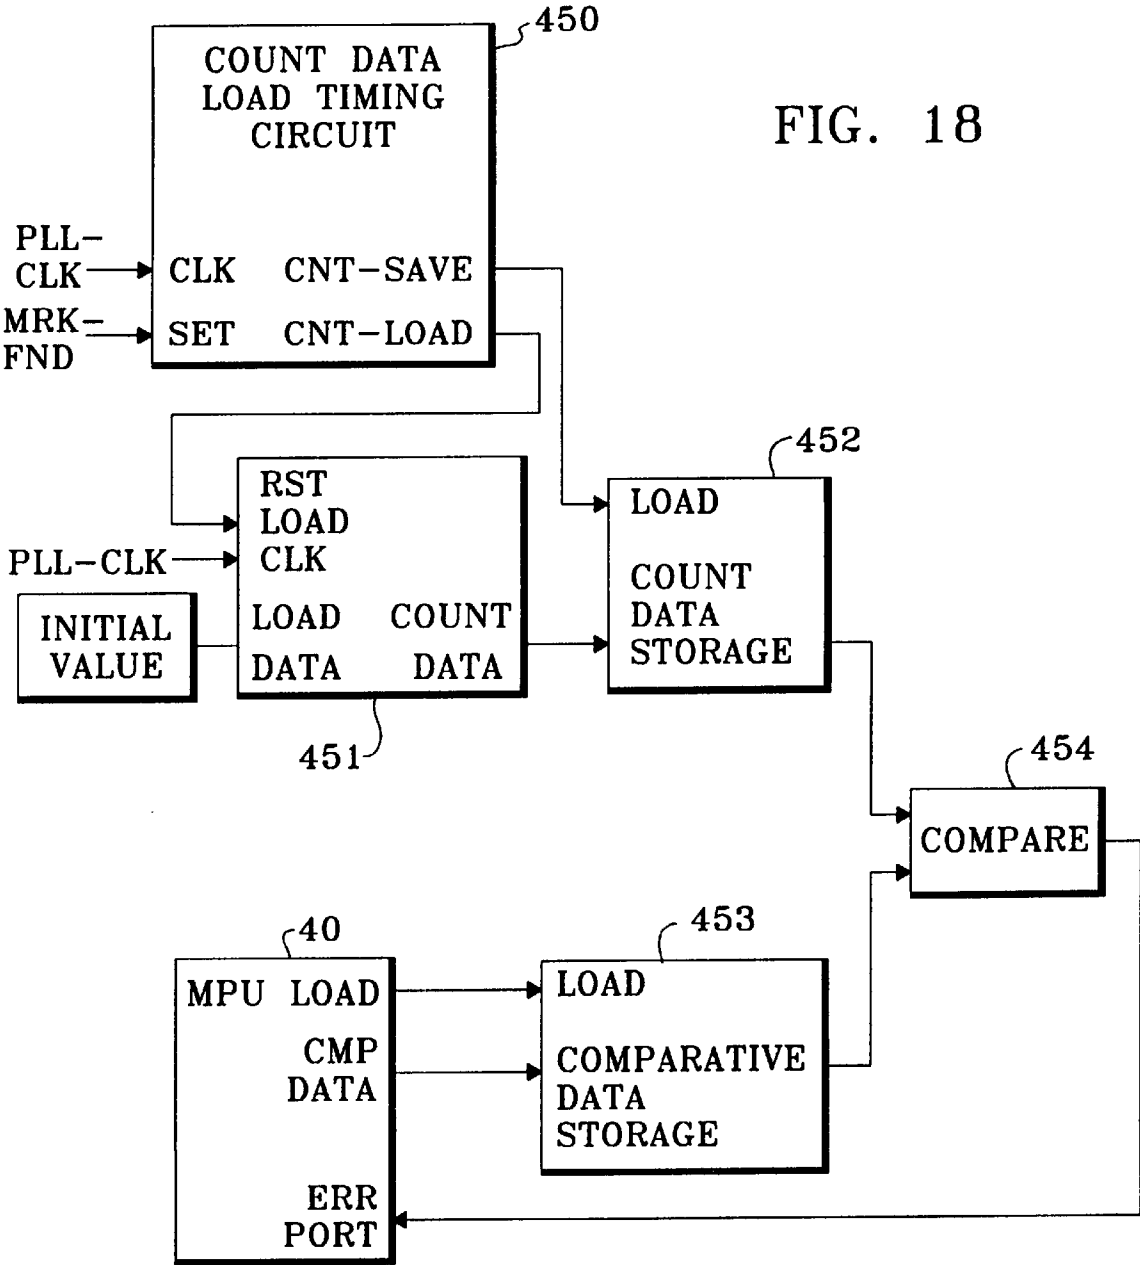 450
COUNT DATA
LOAD TIMING
CIRCUIT
FIG. 18
PLL-
CLK
CLK
CNT-SAVE
MRK-
FND
SET
CNT-LOAD
452
RST
LOAD
CLK
PLL-CLK
LOAD
DATA
COUNT
DATA
INITIAL
VALUE
451
LOAD
COUNT
DATA
STORAGE
454
COMPARE
40
MPU LOAD
CMP
DATA
ERR
PORT
453
LOAD
COMPARATIVE
DATA
STORAGE